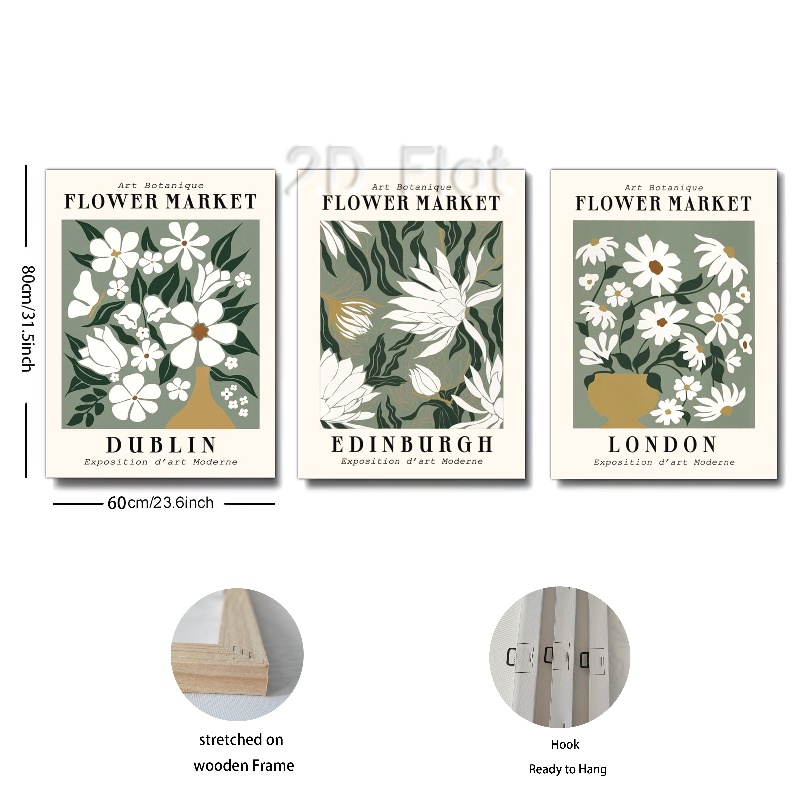 2D Flat
Art Botanique
FLOWER MARKET
DUBLIN
Exposition d'art Moderne
Art Botanique
FLOWER MARKET
EDINBURGH
Exposition d'art Moderne
Art Botanique
FLOWER MARKET
LONDON
Exposition d'art Moderne
80cm/31.5inch
60cm/23.6inch
stretched on
wooden Frame
Hook
Ready to Hang